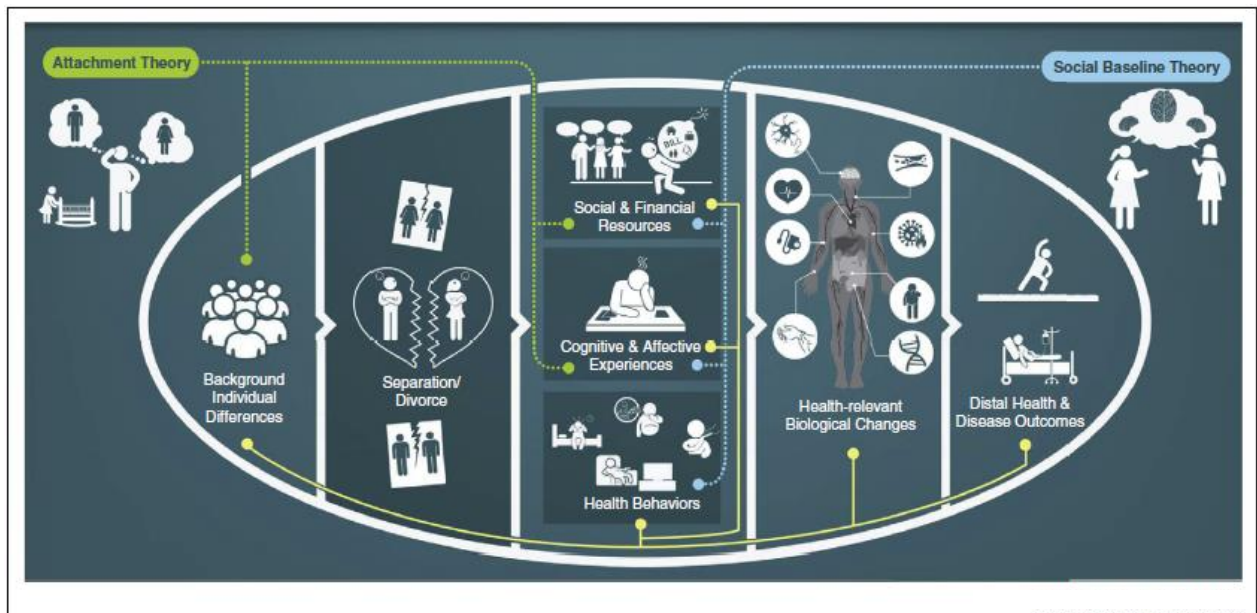 Attachment Theory
Social Baseline Theory
BILL
Social & Financial
Resources
Cognitive & Affective
Experiences
Health Behaviors
Background
Individual
Differences
Separation/
Divorce
Health-relevant
Biological Changes
Distal Health &
Disease Outcomes